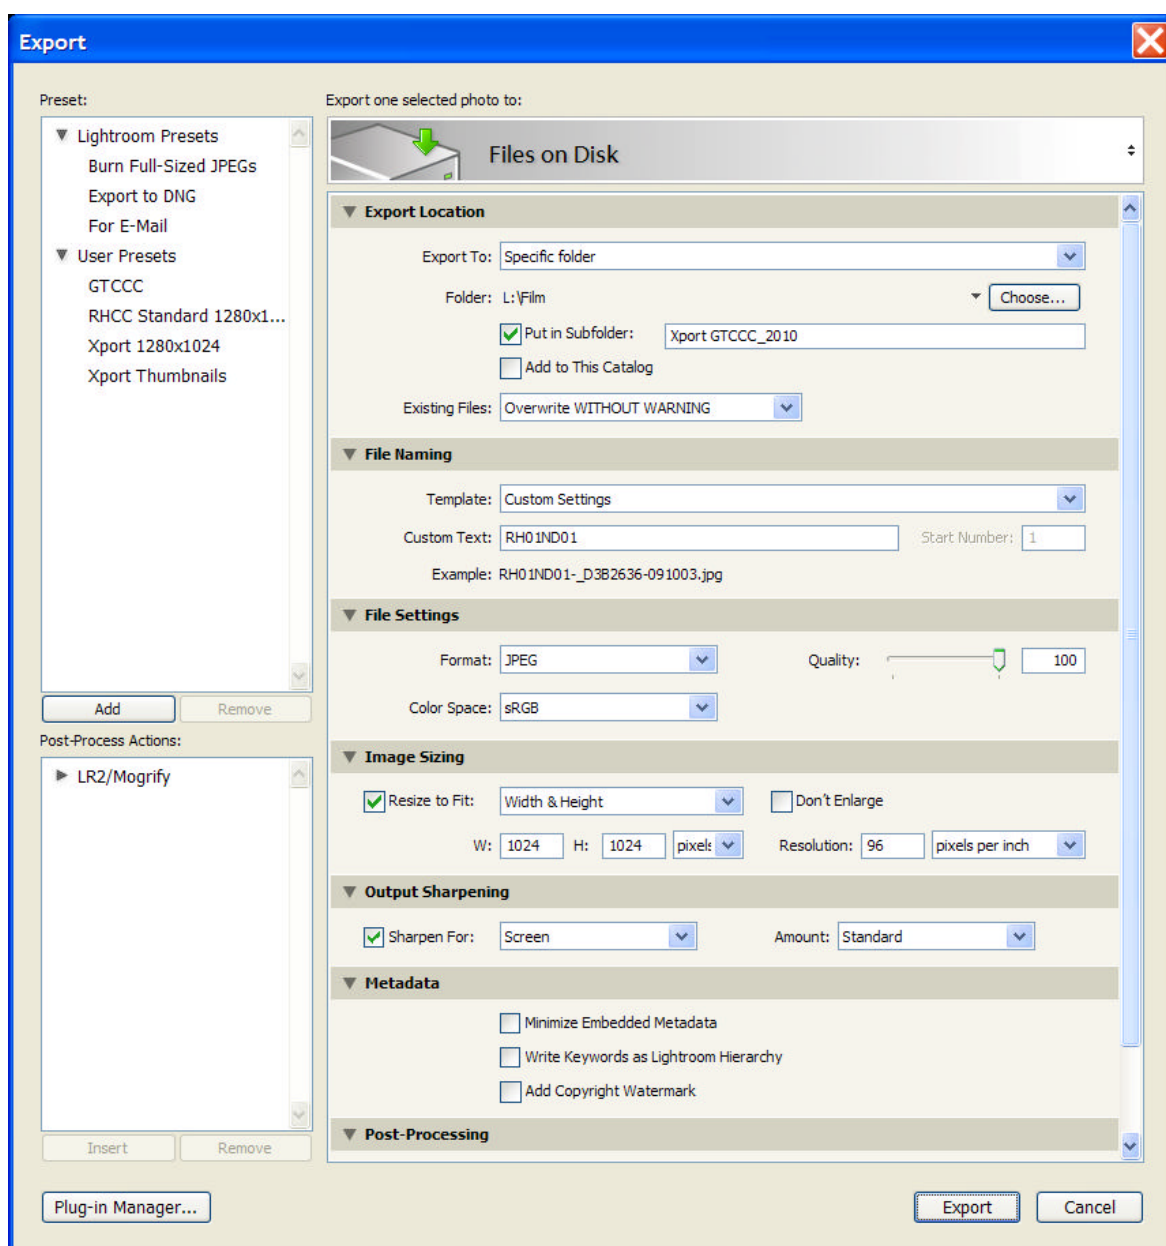 Export
Preset:
Lightroom Presets
Burn Full-Sized JPEGs
Export to DNG
For E-Mail
User Presets
GTCCC
RHCC Standard 1280x1...
Xport 1280x1024
Xport Thumbnails
Add Remove
Post-Process Actions:
LR2/Mogrify
Insert Remove
Plug-in Manager...
Export one selected photo to:
Files on Disk
Export Location
Export To: Specific folder
Folder: L:\Film Choose...
Put in Subfolder: Xport GTCCC_2010
Add to This Catalog
Existing Files: Overwrite WITHOUT WARNING
File Naming
Template: Custom Settings
Custom Text: RH01ND01 Start Number: 1
Example: RH01ND01-_D3B2636-091003.jpg
File Settings
Format: JPEG Quality: 100
Color Space: sRGB
Image Sizing
Resize to Fit: Width & Height Don't Enlarge
W: 1024 H: 1024 pixels Resolution: 96 pixels per inch
Output Sharpening
Sharpen For: Screen Amount: Standard
Metadata
Minimize Embedded Metadata
Write Keywords as Lightroom Hierarchy
Add Copyright Watermark
Post-Processing
Export Cancel